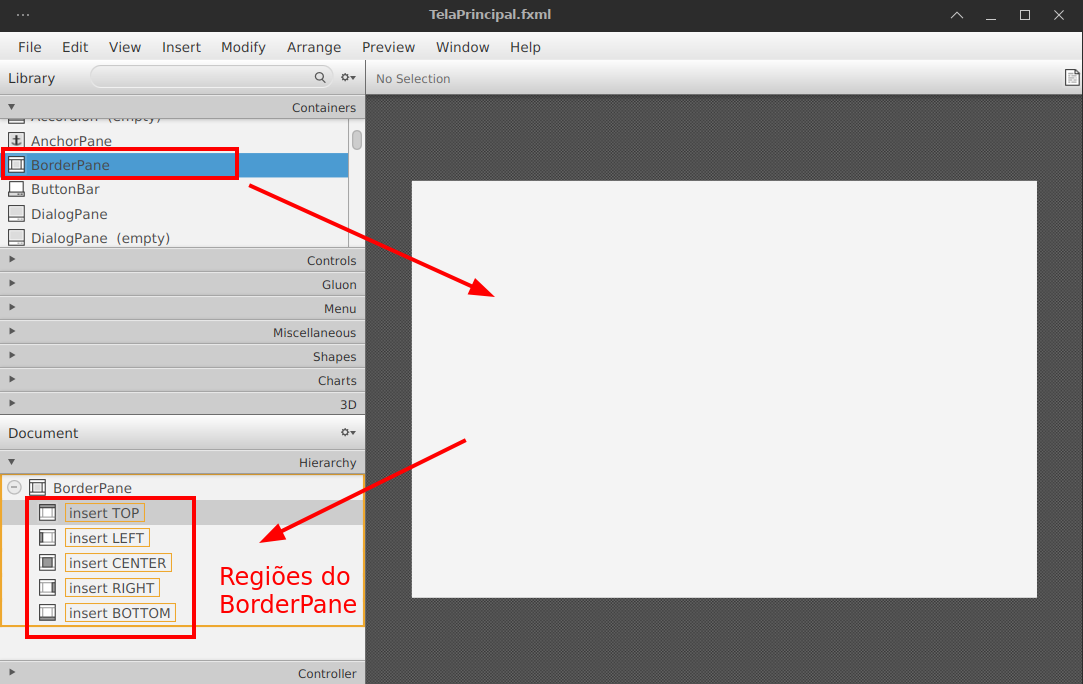 TelaPrincipal.fxml
File Edit View Insert Modify Arrange Preview Window Help
Library
No Selection
Containers
Accordion (empty)
AnchorPane
BorderPane
ButtonBar
DialogPane
DialogPane (empty)
Controls
Gluon
Menu
Miscellaneous
Shapes
Charts
3D
Document
Hierarchy
BorderPane
insert TOP
insert LEFT
insert CENTER
insert RIGHT
insert BOTTOM
Regiões do
BorderPane
Controller